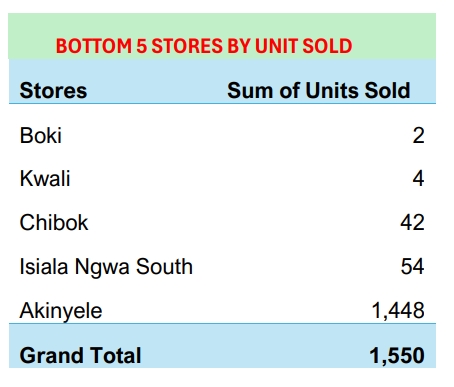 BOTTOM 5 STORES BY UNIT SOLD
Stores Sum of Units Sold
Boki 2
Kwali 4
Chibok 42
Isiala Ngwa South 54
Akinyele 1,448
Grand Total 1,550